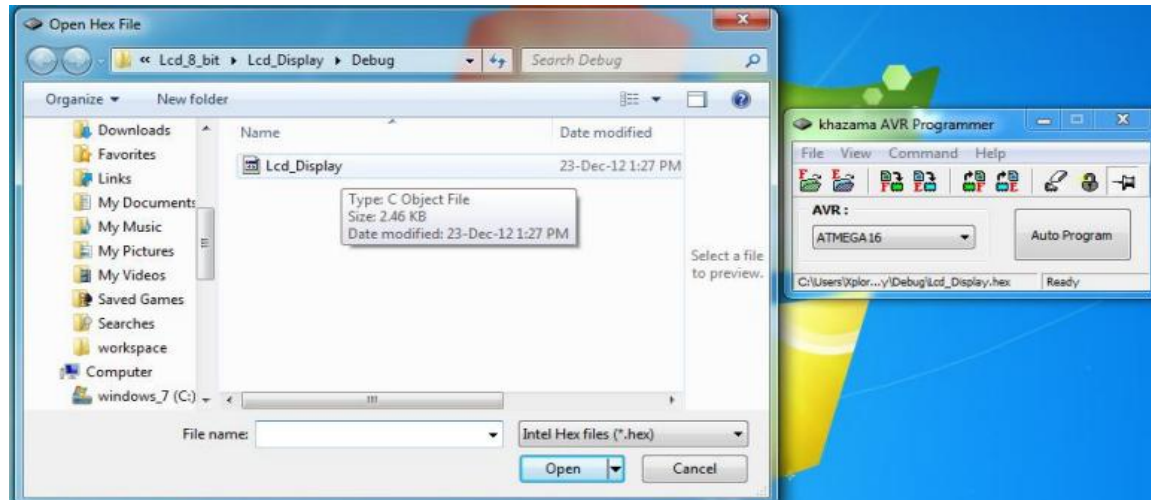 Open Hex File
« Lcd_8_bit ▸ Lcd_Display ▸ Debug
Search Debug
Organize
New folder
Downloads
Favorites
Links
My Documents
My Music
My Pictures
My Videos
Saved Games
Searches
workspace
Computer
windows_7 (C:)
Name
Date modified
Lcd_Display
23-Dec-12 1:27 PM
Type: C Object File
Size: 2.46 KB
Date modified: 23-Dec-12 1:27 PM
Select a file
to preview.
File name:
Intel Hex files (*.hex)
Open
Cancel
khazama AVR Programmer
File View Command Help
AVR :
ATMEGA16
Auto Program
C:\Users\Xplor...y\Debug\Lcd_Display.hex
Ready